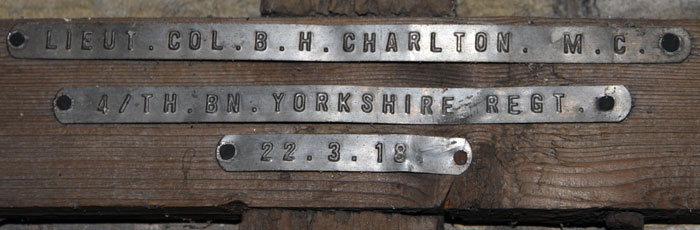 LIEUT. COL. B. H. CHARLTON. M. C.
4/TH. BN. YORKSHIRE REGT.
22.3.18